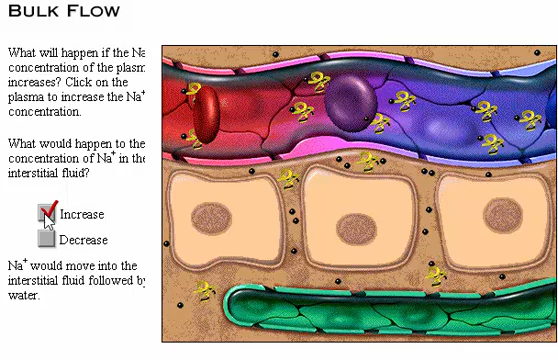 BULK FLOW
What will happen if the Na
concentration of the plasm
increases? Click on the
plasma to increase the Na+
concentration.
What would happen to the
concentration of Na+ in the
interstitial fluid?
Increase
Decrease
Na+ would move into the
interstitial fluid followed by
water.